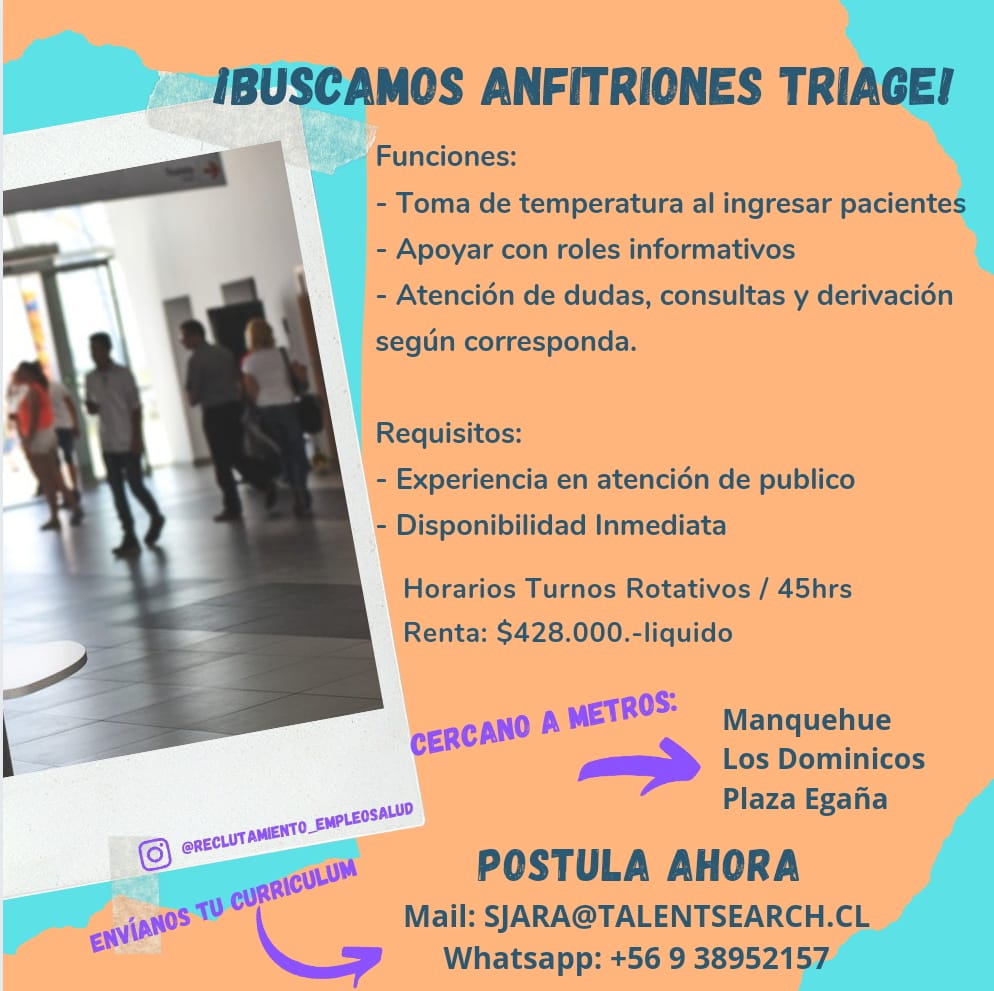 ¡BUSCAMOS ANFITRIONES TRIAGE!
Funciones:
- Toma de temperatura al ingresar pacientes
- Apoyar con roles informativos
- Atención de dudas, consultas y derivación
según corresponda.
Requisitos:
- Experiencia en atención de publico
- Disponibilidad Inmediata
Horarios Turnos Rotativos / 45hrs
Renta: $428.000.-liquido
CERCANO A METROS:
Manquehue
Los Dominicos
Plaza Egaña
@RECLUTAMIENTO_EMPLEOSALUD
ENVÍANOS TU CURRICULUM
POSTULA AHORA
Mail: SJARA@TALENTSEARCH.CL
Whatsapp: +56 9 38952157